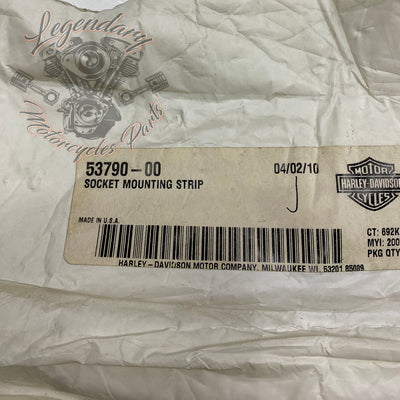 Legendary
Motorcycles Parts
53790-00
04/02/10
SOCKET MOUNTING STRIP
MOTOR
HARLEY-DAVIDSON
CYCLES
MADE IN U.S.A.
CT: 692K
MYI: 200
PKG QTY
HARLEY-DAVIDSON MOTOR COMPANY, MILWAUKEE WI, 53201 85089